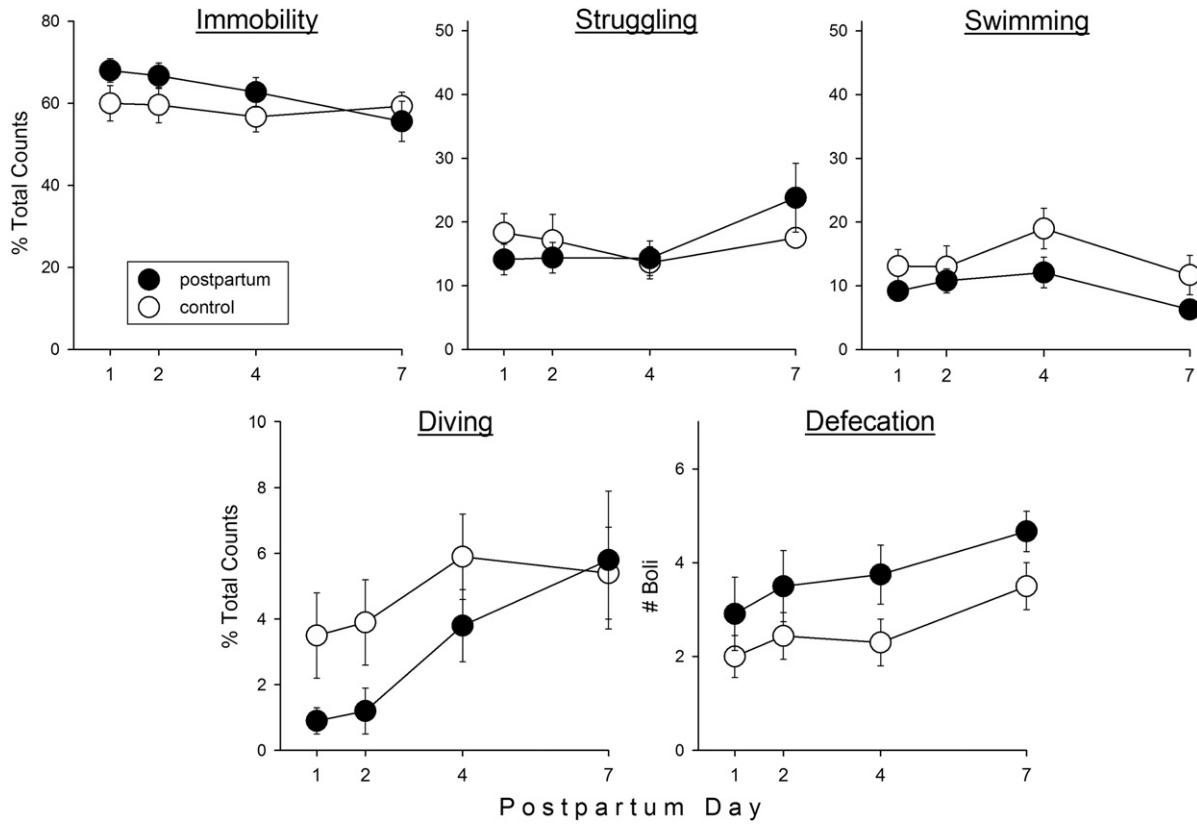 Immobility
Struggling
Swimming
% Total Counts
80
60
40
20
0
postpartum
control
1 2 4 7
50
40
30
20
10
0
1 2 4 7
50
40
30
20
10
0
1 2 4 7
Diving
Defecation
% Total Counts
10
8
6
4
2
0
1 2 4 7
# Boli
6
4
2
0
1 2 4 7
Postpartum Day